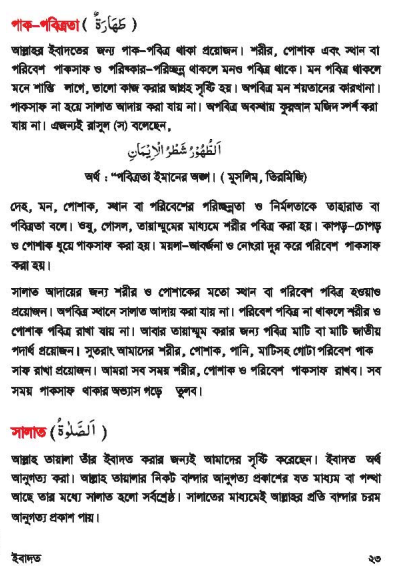 পাক-পবিত্রতা ( طَهَارَةٌ )
আল্লাহর ইবাদতের জন্য পাক-পবিত্র থাকা প্রয়োজন। শরীর, পোশাক এবং স্থান বা
পরিবেশ পাকসাফ ও পরিষ্কার-পরিচ্ছন্ন থাকলে মনও পবিত্র থাকে। মন পবিত্র থাকলে
মনে শান্তি লাগে, ভালো কাজ করার আগ্রহ সৃষ্টি হয়। অপবিত্র মন শয়তানের কারখানা।
পাকসাফ না হয়ে সালাত আদায় করা যায় না। অপবিত্র অবস্থায় কুরআন মজিদ স্পর্শ করা
যায় না। এজন্যই রাসুল (স) বলেছেন,
اَلطُّهُوْرُ شَطْرُ الْاِيْمَانِ
অর্থ : "পবিত্রতা ইমানের অঙ্গ। ( মুসলিম, তিরমিজি)
দেহ, মন, পোশাক, স্থান বা পরিবেশের পরিচ্ছন্নতা ও নির্মলতাকে তাহারাত বা
পবিত্রতা বলে। ওযু, গোসল, তায়াম্মুমের মাধ্যমে শরীর পবিত্র করা হয়। কাপড়-চোপড়
ও পোশাক ধুয়ে পাকসাফ করা হয়। ময়লা-আবর্জনা ও নোংরা দূর করে পরিবেশ পাকসাফ
করা হয়।
সালাত আদায়ের জন্য শরীর ও পোশাকের মতো স্থান বা পরিবেশ পবিত্র হওয়াও
প্রয়োজন। অপবিত্র স্থানে সালাত আদায় করা যায় না। পরিবেশ পবিত্র না থাকলে শরীর ও
পোশাক পবিত্র রাখা যায় না। আবার তায়াম্মুম করার জন্য পবিত্র মাটি বা মাটি জাতীয়
পদার্থ প্রয়োজন। সুতরাং আমাদের শরীর, পোশাক, পানি, মাটিসহ গোটা পরিবেশ পাক
সাফ রাখা প্রয়োজন। আমরা সব সময় শরীর, পোশাক ও পরিবেশ পাকসাফ রাখব। সব
সময় পাকসাফ থাকার অভ্যাস গড়ে তুলব।
সালাত ( اَلصَّلٰوةُ )
আল্লাহ তায়ালা তাঁর ইবাদত করার জন্যই আমাদের সৃষ্টি করেছেন। ইবাদত অর্থ
আনুগত্য করা। আল্লাহ তায়ালার নিকট বান্দার আনুগত্য প্রকাশের যত মাধ্যম বা পন্থা
আছে তার মধ্যে সালাত হলো সর্বশ্রেষ্ঠ। সালাতের মাধ্যমেই আল্লাহর প্রতি বান্দার চরম
আনুগত্য প্রকাশ পায়।
ইবাদত ২৩